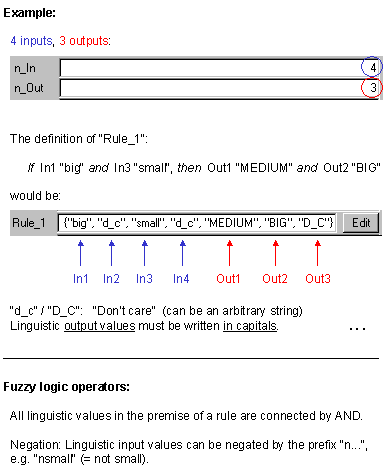 Example:
4 inputs, 3 outputs:
n_In 4
n_Out 3
The definition of "Rule_1":
If In1 "big" and In3 "small", then Out1 "MEDIUM" and Out2 "BIG"
would be:
Rule_1 {"big", "d_c", "small", "d_c", "MEDIUM", "BIG", "D_C"} Edit
In1 In2 In3 In4 Out1 Out2 Out3
"d_c" / "D_C": "Don't care" (can be an arbitrary string)
Linguistic output values must be written in capitals. ...
Fuzzy logic operators:
All linguistic values in the premise of a rule are connected by AND.
Negation: Linguistic input values can be negated by the prefix "n...",
e.g. "nsmall" (= not small).